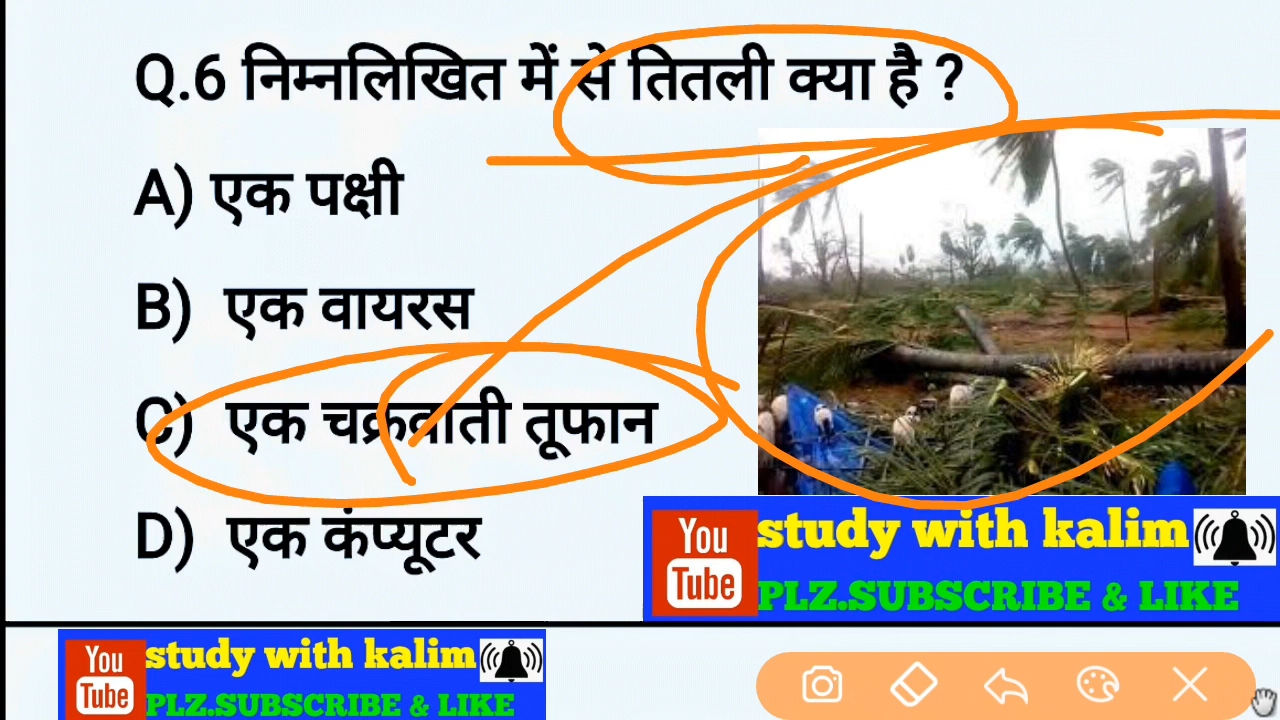 Q.6 निम्नलिखित में से तितली क्या है ?
A) एक पक्षी
B) एक वायरस
C) एक चक्रवाती तूफान
D) एक कंप्यूटर
You Tube study with kalim
PLZ.SUBSCRIBE & LIKE
You Tube study with kalim
PLZ.SUBSCRIBE & LIKE